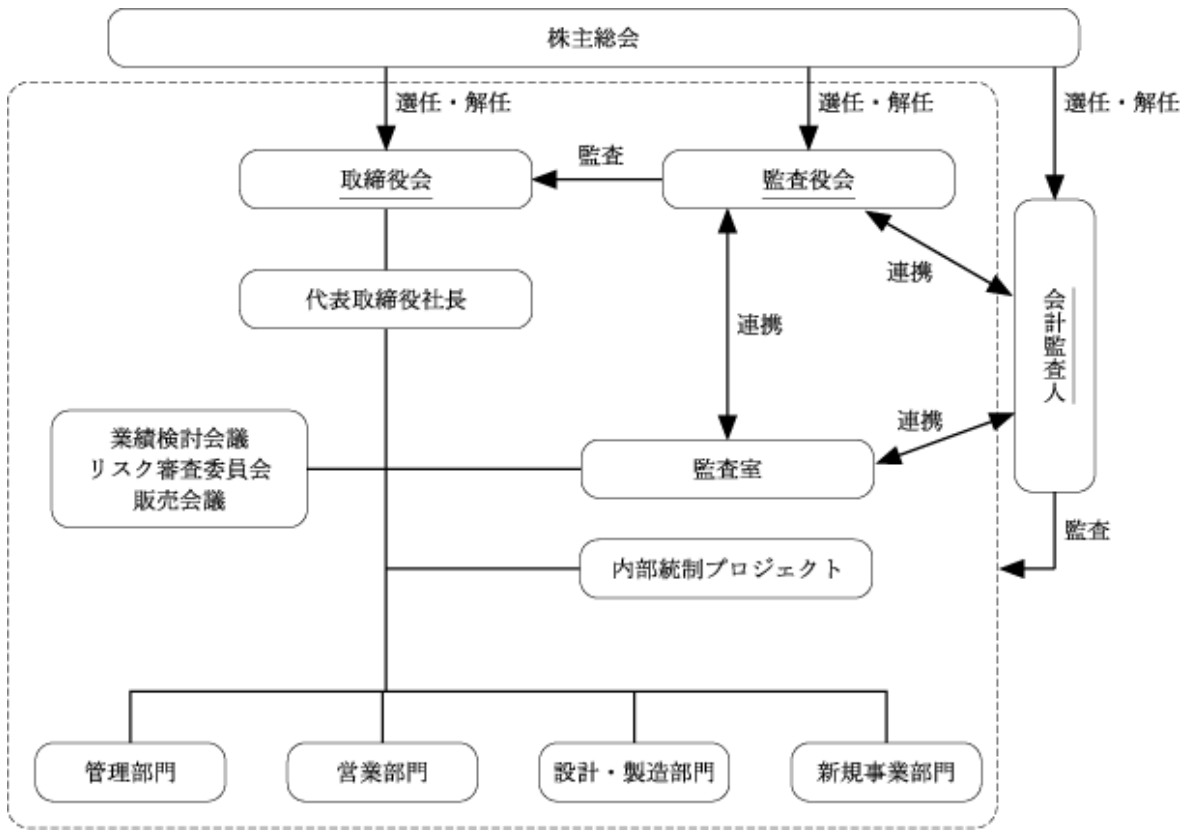 株主総会
選任・解任
選任・解任
選任・解任
取締役会
監査
監査役会
連携
代表取締役社長
連携
会計監査人
業績検討会議
リスク審査委員会
販売会議
監査室
連携
監査
内部統制プロジェクト
管理部門
営業部門
設計・製造部門
新規事業部門